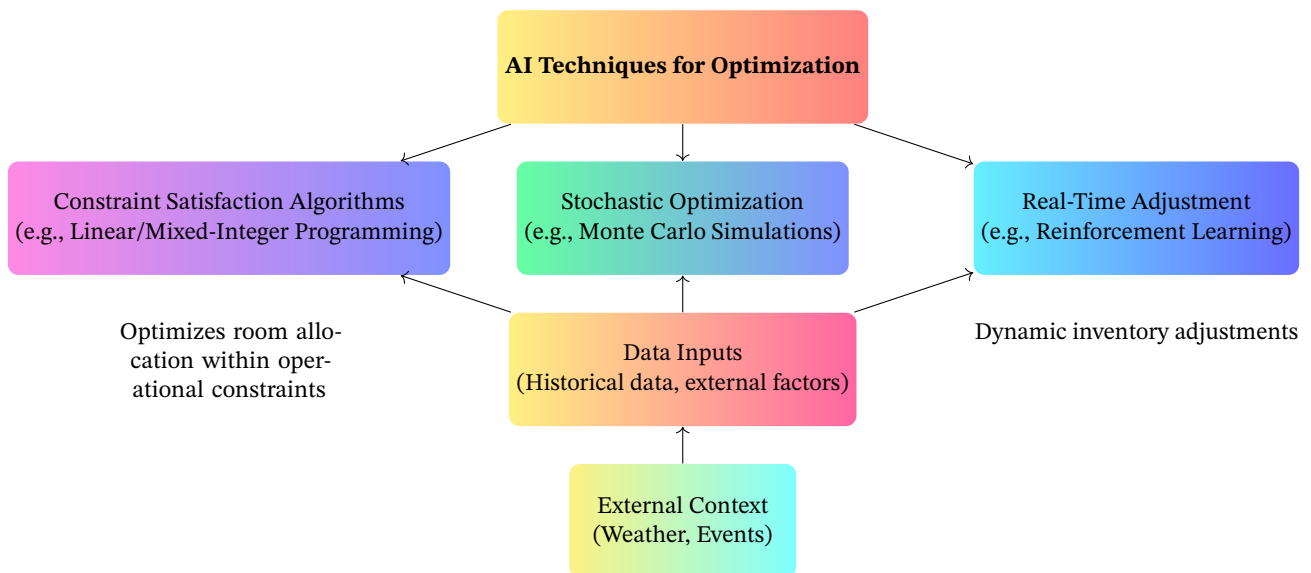 AI Techniques for Optimization
Constraint Satisfaction Algorithms
(e.g., Linear/Mixed-Integer Programming)
Stochastic Optimization
(e.g., Monte Carlo Simulations)
Real-Time Adjustment
(e.g., Reinforcement Learning)
Optimizes room allo-
cation within oper-
ational constraints
Data Inputs
(Historical data, external factors)
Dynamic inventory adjustments
External Context
(Weather, Events)